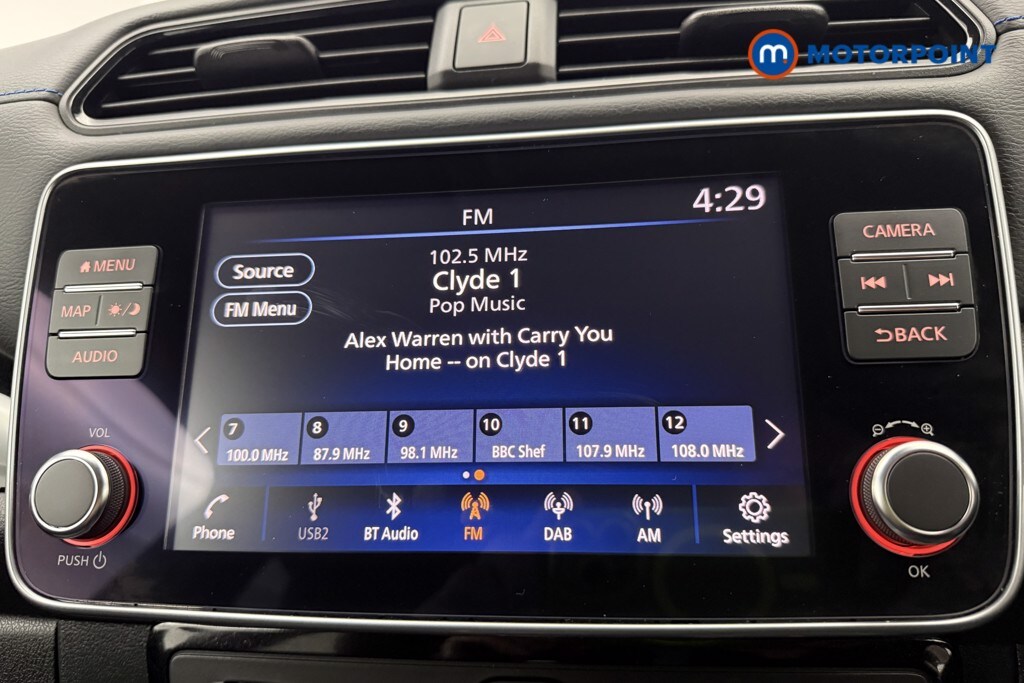 m MOTORPOINT
FM
4:29
102.5 MHz
Clyde 1
Pop Music
Source
FM Menu
Alex Warren with Carry You
Home -- on Clyde 1
7 8 9 10 11 12
100.0 MHz 87.9 MHz 98.1 MHz BBC Shef 107.9 MHz 108.0 MHz
Phone USB2 BT Audio FM DAB AM Settings
MENU
MAP
AUDIO
VOL
PUSH
CAMERA
BACK
OK